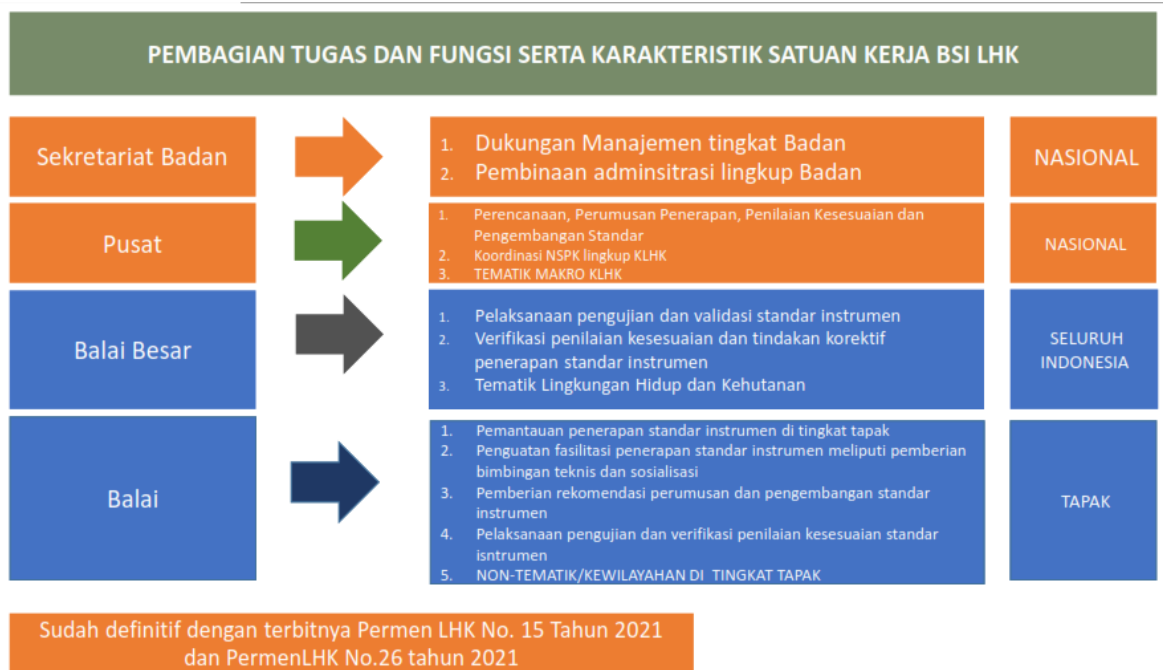 PEMBAGIAN TUGAS DAN FUNGSI SERTA KARAKTERISTIK SATUAN KERJA BSI LHK
Sekretariat Badan
1. Dukungan Manajemen tingkat Badan
2. Pembinaan adminsitrasi lingkup Badan
NASIONAL
Pusat
1. Perencanaan, Perumusan Penerapan, Penilaian Kesesuaian dan
Pengembangan Standar
2. Koordinasi NSPK lingkup KLHK
3. TEMATIK MAKRO KLHK
NASIONAL
Balai Besar
1. Pelaksanaan pengujian dan validasi standar instrumen
2. Verifikasi penilaian kesesuaian dan tindakan korektif
penerapan standar instrumen
3. Tematik Lingkungan Hidup dan Kehutanan
SELURUH
INDONESIA
Balai
1. Pemantauan penerapan standar instrumen di tingkat tapak
2. Penguatan fasilitasi penerapan standar instrumen meliputi pemberian
bimbingan teknis dan sosialisasi
3. Pemberian rekomendasi perumusan dan pengembangan standar
instrumen
4. Pelaksanaan pengujian dan verifikasi penilaian kesesuaian standar
isntrumen
5. NON-TEMATIK/KEWILAYAHAN DI TINGKAT TAPAK
TAPAK
Sudah definitif dengan terbitnya Permen LHK No. 15 Tahun 2021
dan PermenLHK No.26 tahun 2021